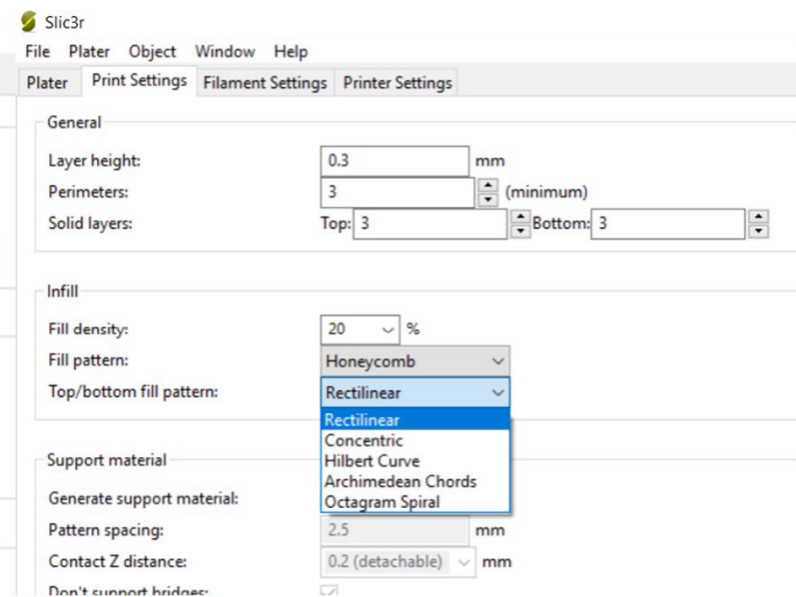 Slic3r
File Plater Object Window Help
Plater Print Settings Filament Settings Printer Settings
General
Layer height: 0.3 mm
Perimeters: 3 (minimum)
Solid layers: Top: 3 Bottom: 3
Infill
Fill density: 20 %
Fill pattern: Honeycomb
Top/bottom fill pattern: Rectilinear
Rectilinear
Concentric
Hilbert Curve
Archimedean Chords
Octagram Spiral
Support material
Generate support material:
Pattern spacing: 2.5 mm
Contact Z distance: 0.2 (detachable) mm
Don't support bridges: